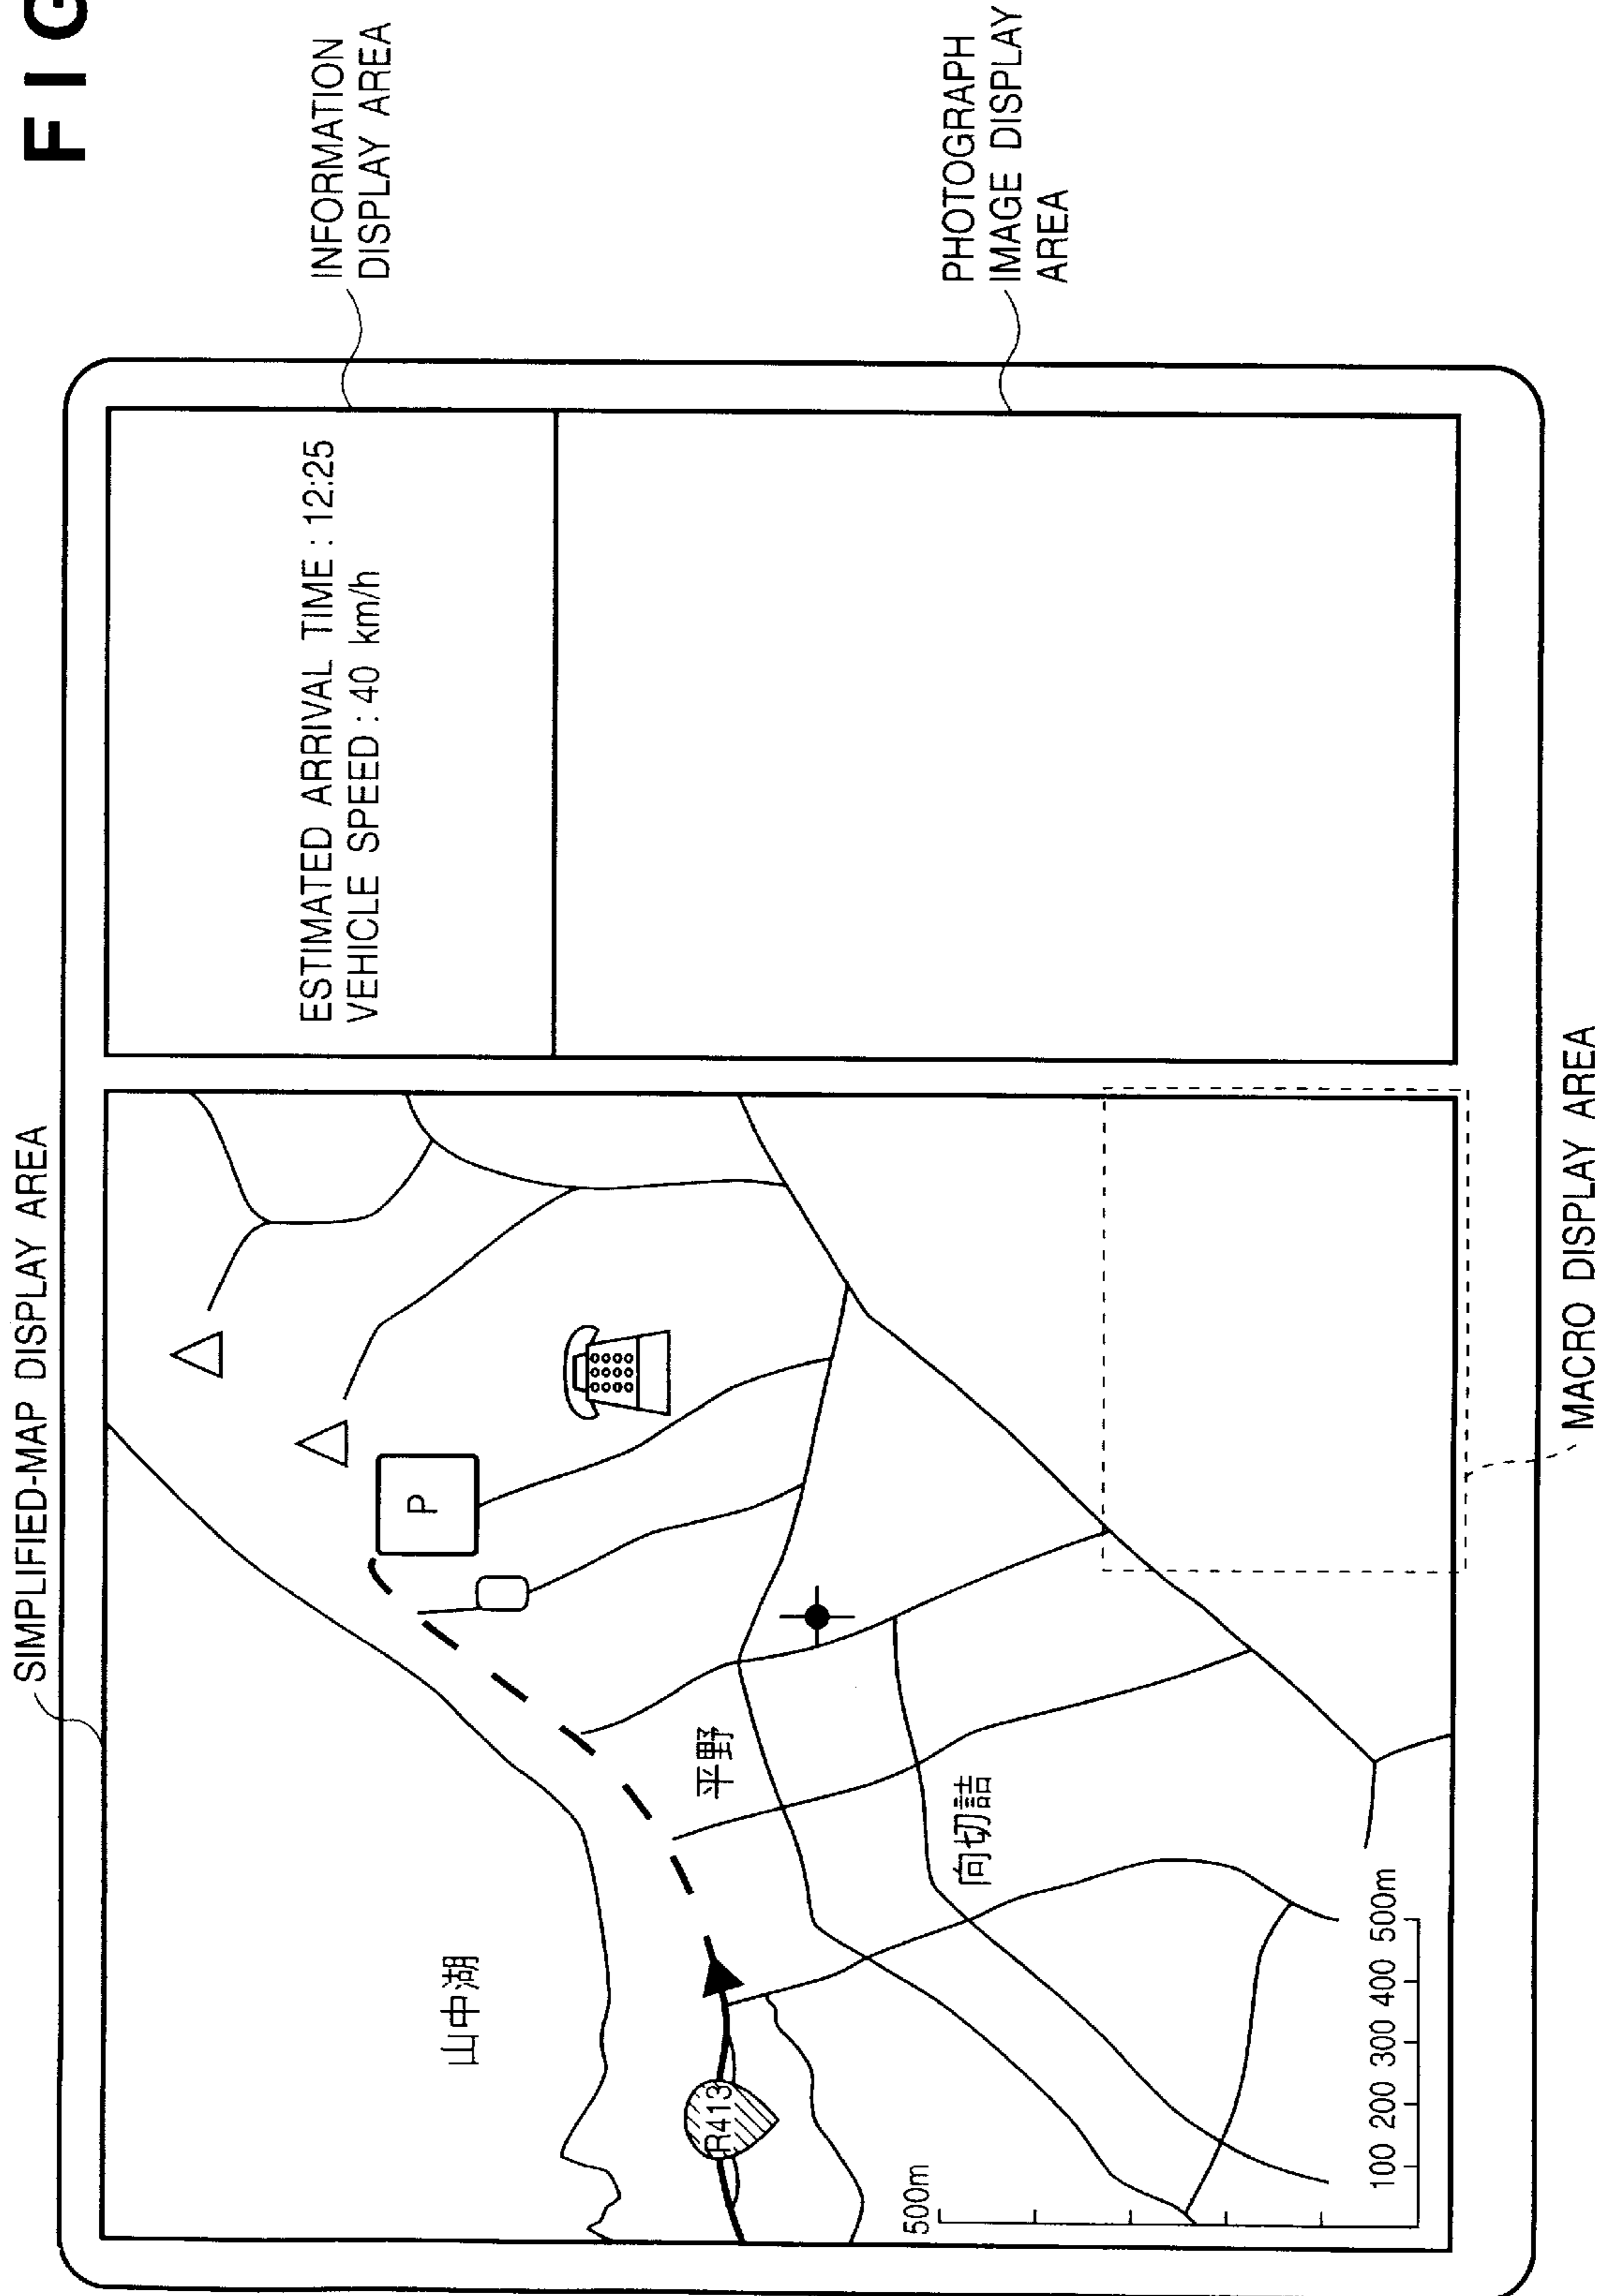 FIG
SIMPLIFIED-MAP DISPLAY AREA
INFORMATION
DISPLAY AREA
ESTIMATED ARRIVAL TIME : 12:25
VEHICLE SPEED : 40 km/h
PHOTOGRAPH
IMAGE DISPLAY
AREA
山中湖
P
R413
平野
向切詰
500m
100 200 300 400 500m
MACRO DISPLAY AREA